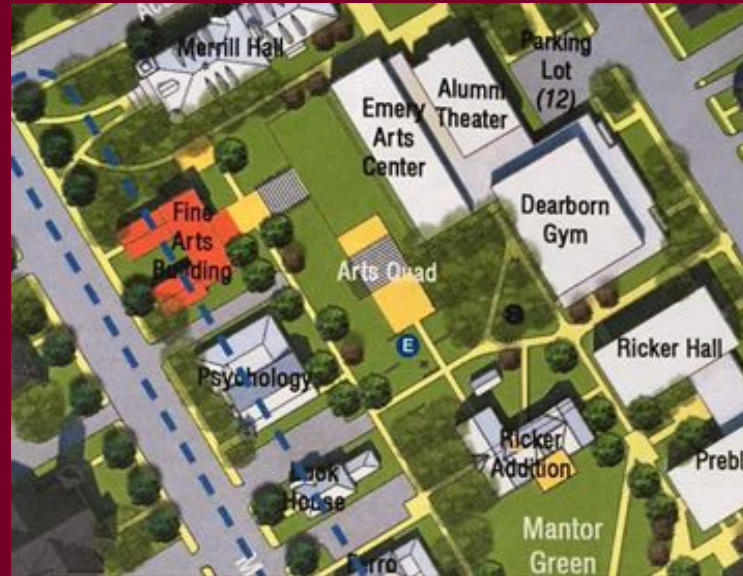 Merrill Hall
Parking
Lot
(12)
Alumni
Theater
Emery
Arts
Center
Fine
Arts
Building
Dearborn
Gym
Arts Quad
E
Ricker Hall
Psychology
Ricker
Addition
Look
House
Mantor
Green